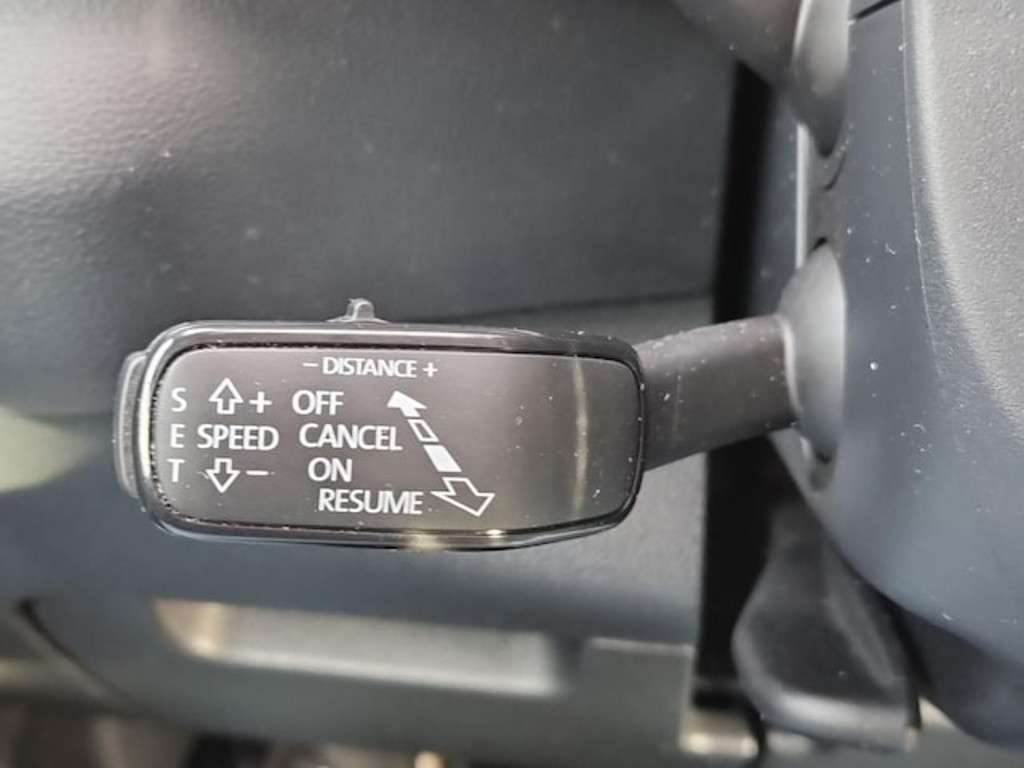 – DISTANCE +
S + OFF
E SPEED CANCEL
T – ON
RESUME